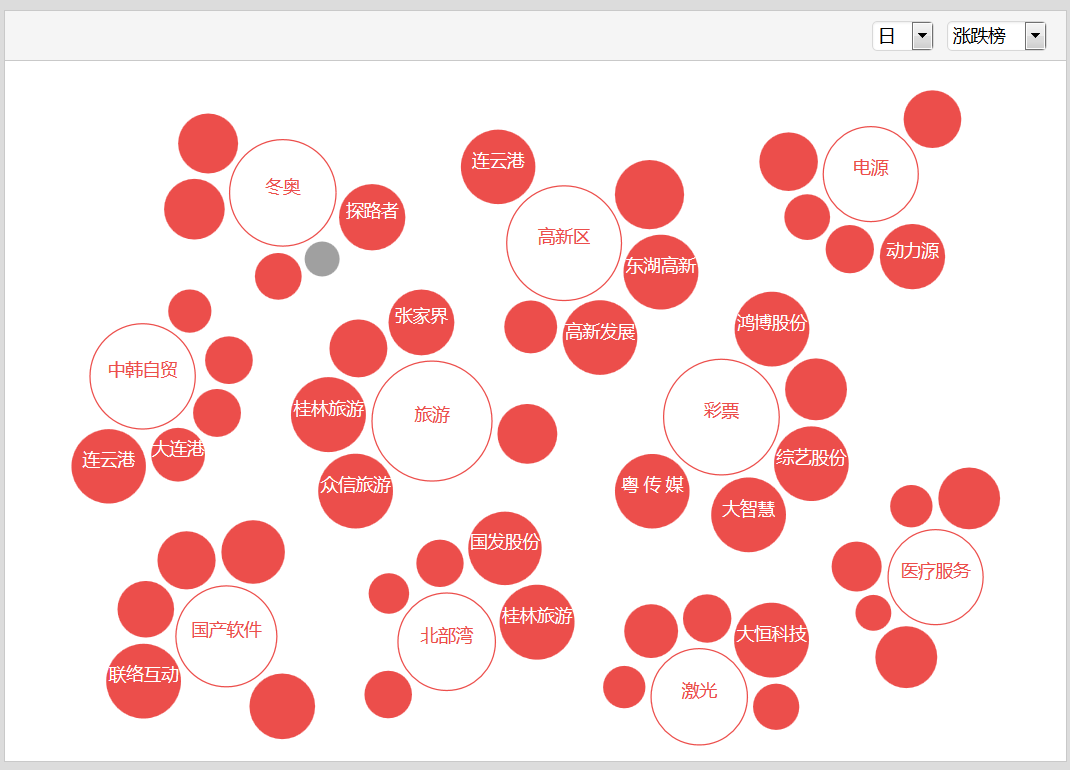 日
涨跌榜
冬奥
探路者
连云港
高新区
东湖高新
高新发展
电源
动力源
中韩自贸
连云港
大连港
张家界
桂林旅游
旅游
众信旅游
鸿博股份
彩票
综艺股份
粤 传 媒
大智慧
国产软件
联络互动
国发股份
桂林旅游
北部湾
大恒科技
激光
医疗服务